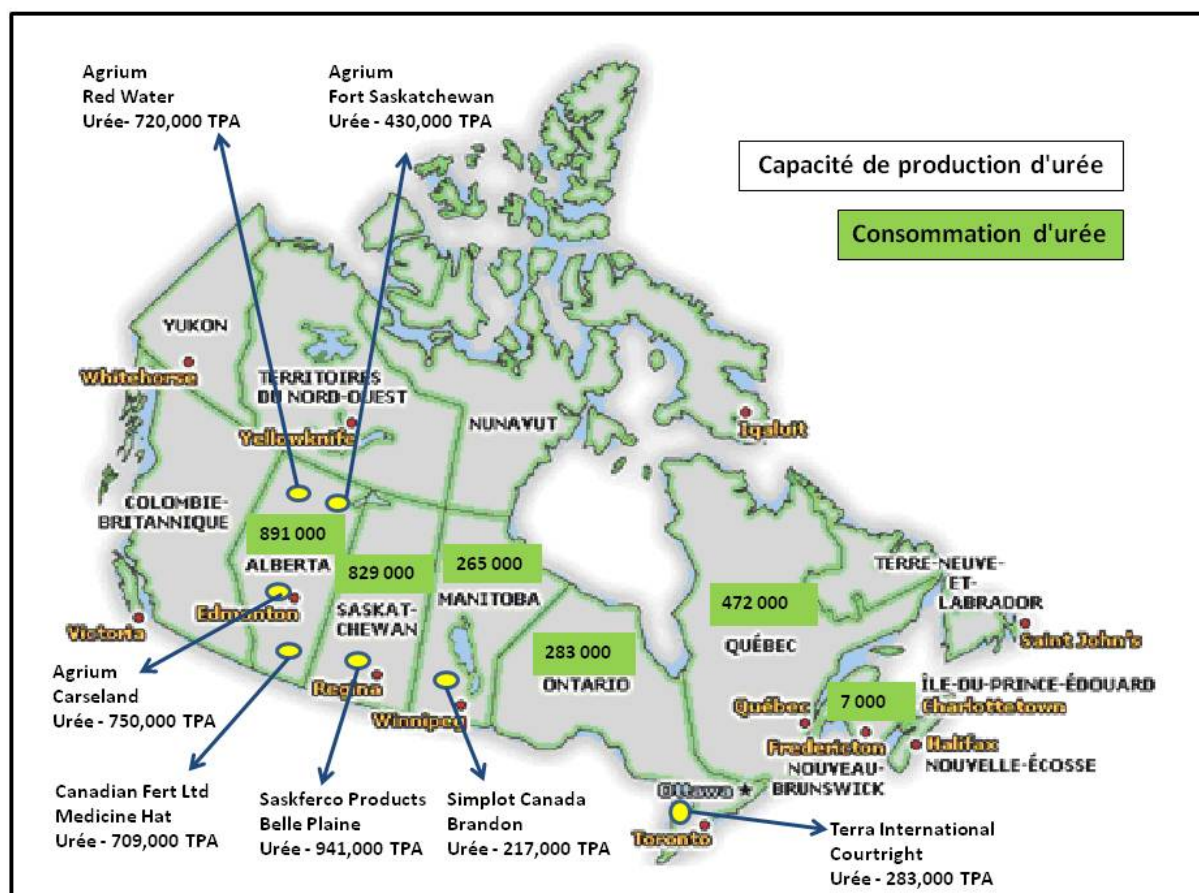 Agrium
Red Water
Urée- 720,000 TPA
Agrium
Fort Saskatchewan
Urée - 430,000 TPA
Capacité de production d'urée
Consommation d'urée
YUKON
Whitehorse
TERRITOIRES
DU NORD-OUEST
Yellowknife
NUNAVUT
Iqaluit
COLOMBIE-
BRITANNIQUE
891 000
ALBERTA
829 000
265 000
MANITOBA
Edmonton
SASKAT-
CHEWAN
Victoria
283 000
ONTARIO
472 000
QUÉBEC
TERRE-NEUVE-
ET-
LABRADOR
Saint John's
Regina
Winnipeg
Québec
7 000
ÎLE-DU-PRINCE-ÉDOUARD
Charlottetown
Fredericton
Halifax
NOUVEAU-
BRUNSWICK
NOUVELLE-ÉCOSSE
Ottawa
Toronto
Agrium
Carseland
Urée - 750,000 TPA
Canadian Fert Ltd
Medicine Hat
Urée - 709,000 TPA
Saskferco Products
Belle Plaine
Urée - 941,000 TPA
Simplot Canada
Brandon
Urée - 217,000 TPA
Terra International
Courtright
Urée - 283,000 TPA